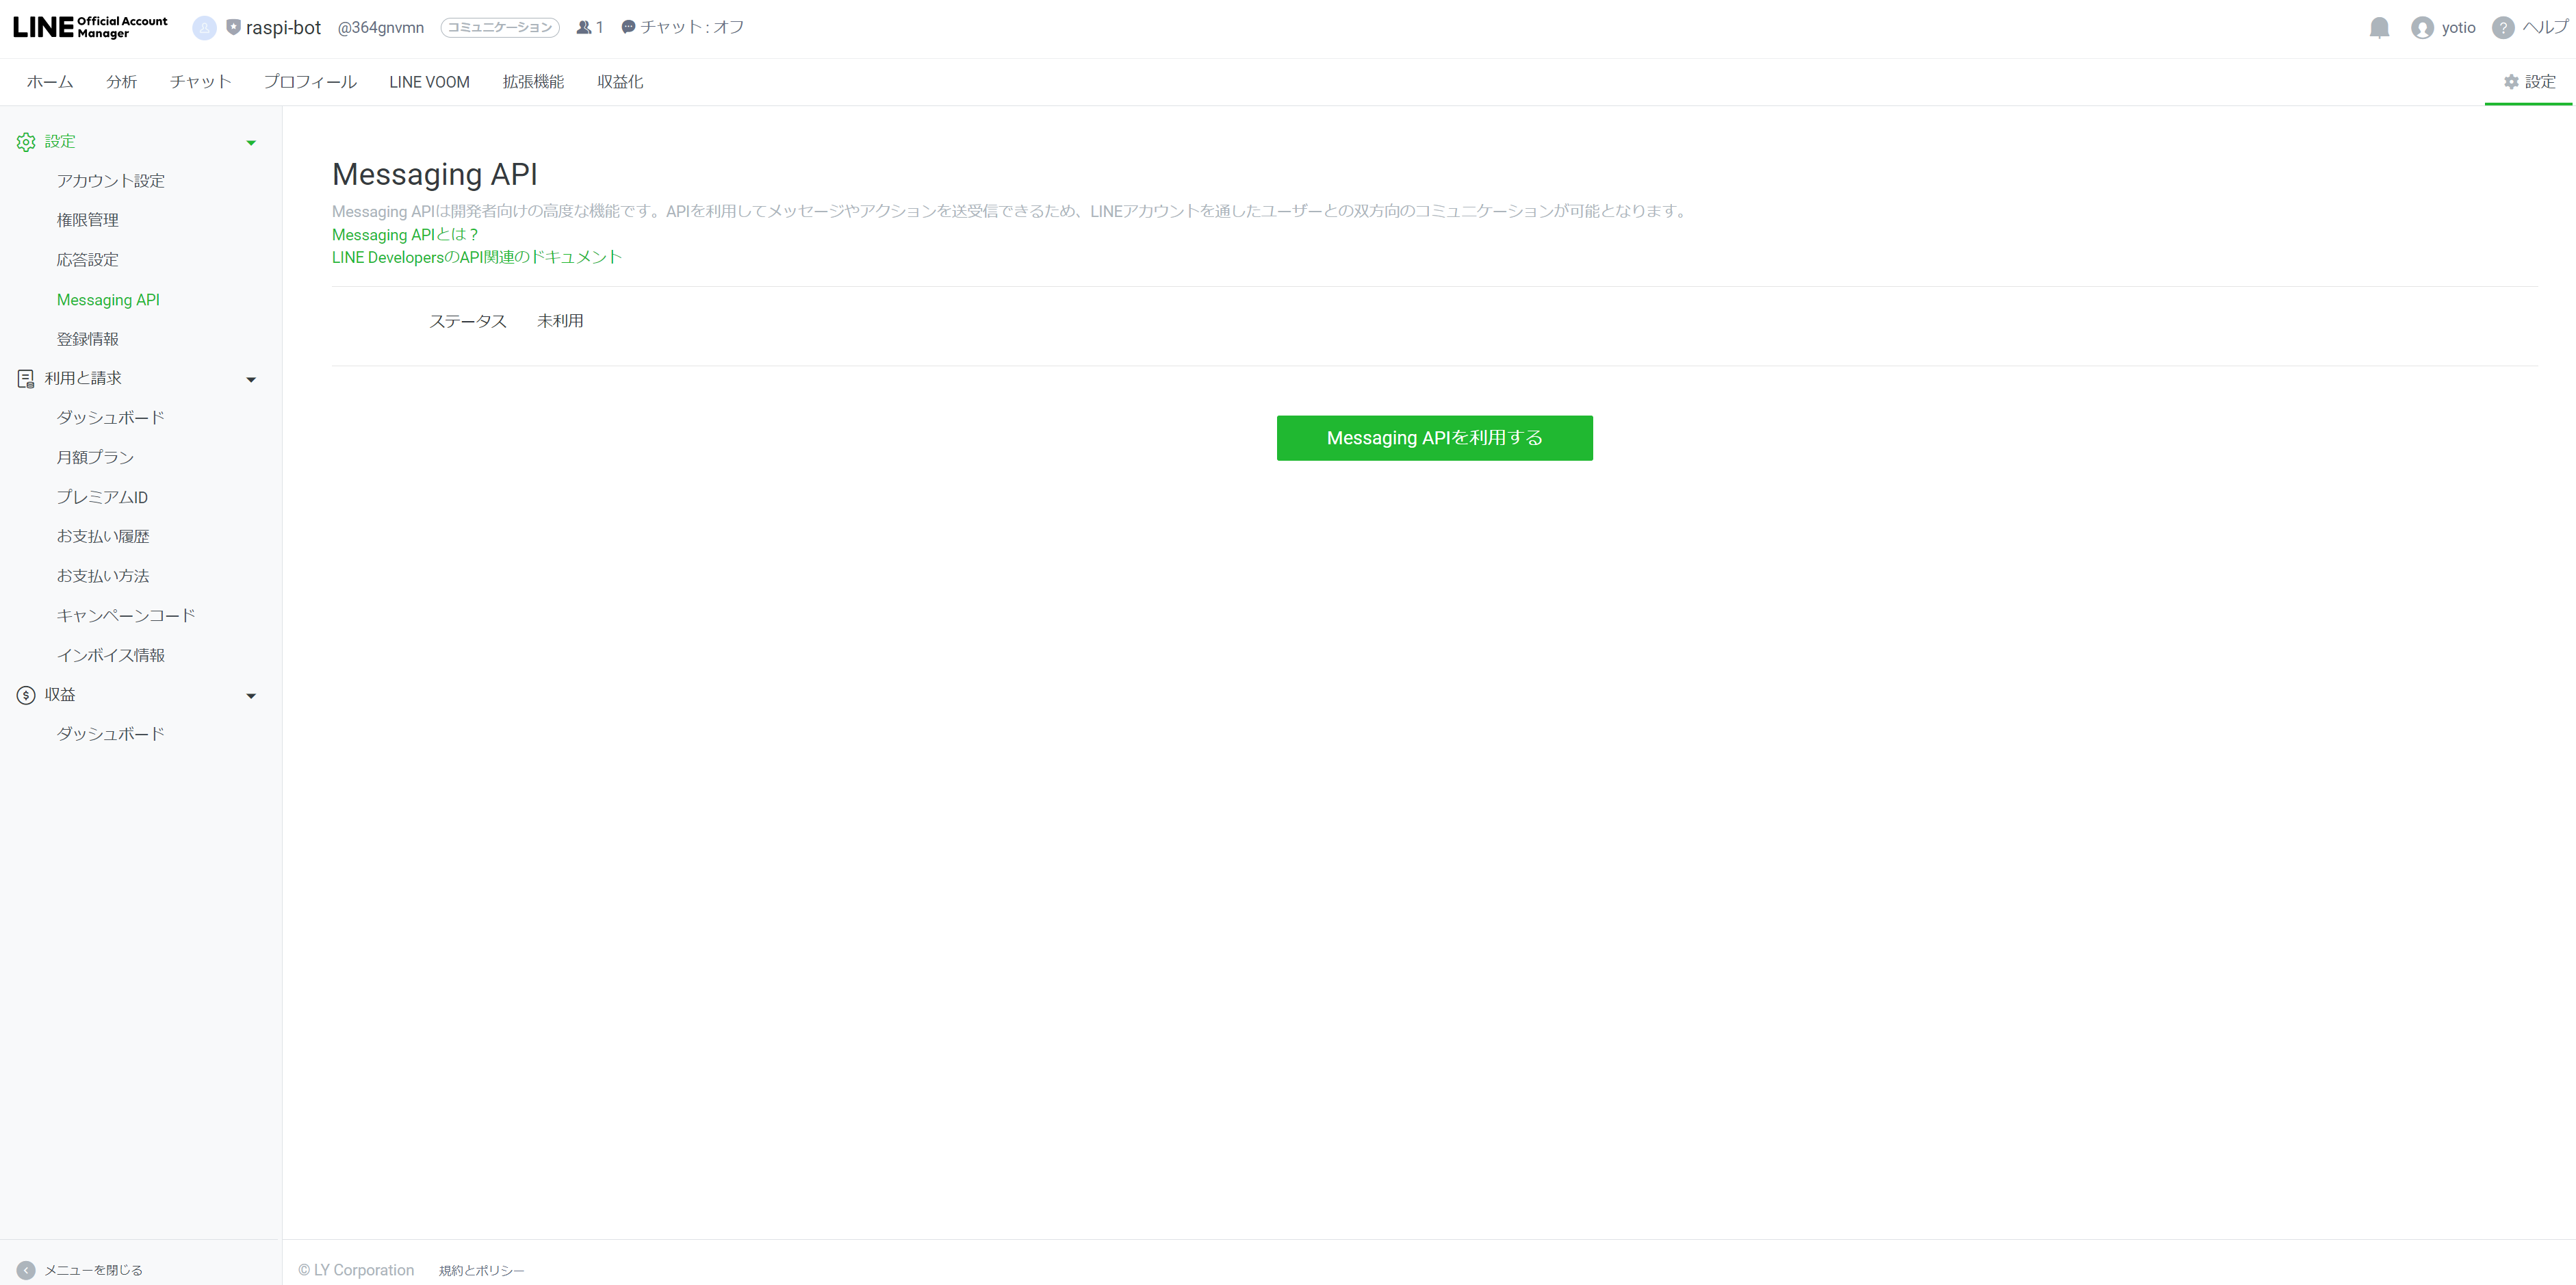 LINE Official Account Manager
raspi-bot @364gnvmn コミュニケーション 1 チャット : オフ
yotio ? ヘルプ
ホーム 分析 チャット プロフィール LINE VOOM 拡張機能 収益化 設定
設定
アカウント設定
権限管理
応答設定
Messaging API
登録情報
利用と請求
ダッシュボード
月額プラン
プレミアムID
お支払い履歴
お支払い方法
キャンペーンコード
インボイス情報
収益
ダッシュボード
メニューを閉じる
Messaging API
Messaging APIは開発者向けの高度な機能です。APIを利用してメッセージやアクションを送受信できるため、LINEアカウントを通したユーザーとの双方向のコミュニケーションが可能となります。
Messaging APIとは？
LINE DevelopersのAPI関連のドキュメント
ステータス 未利用
Messaging APIを利用する
© LY Corporation 規約とポリシー